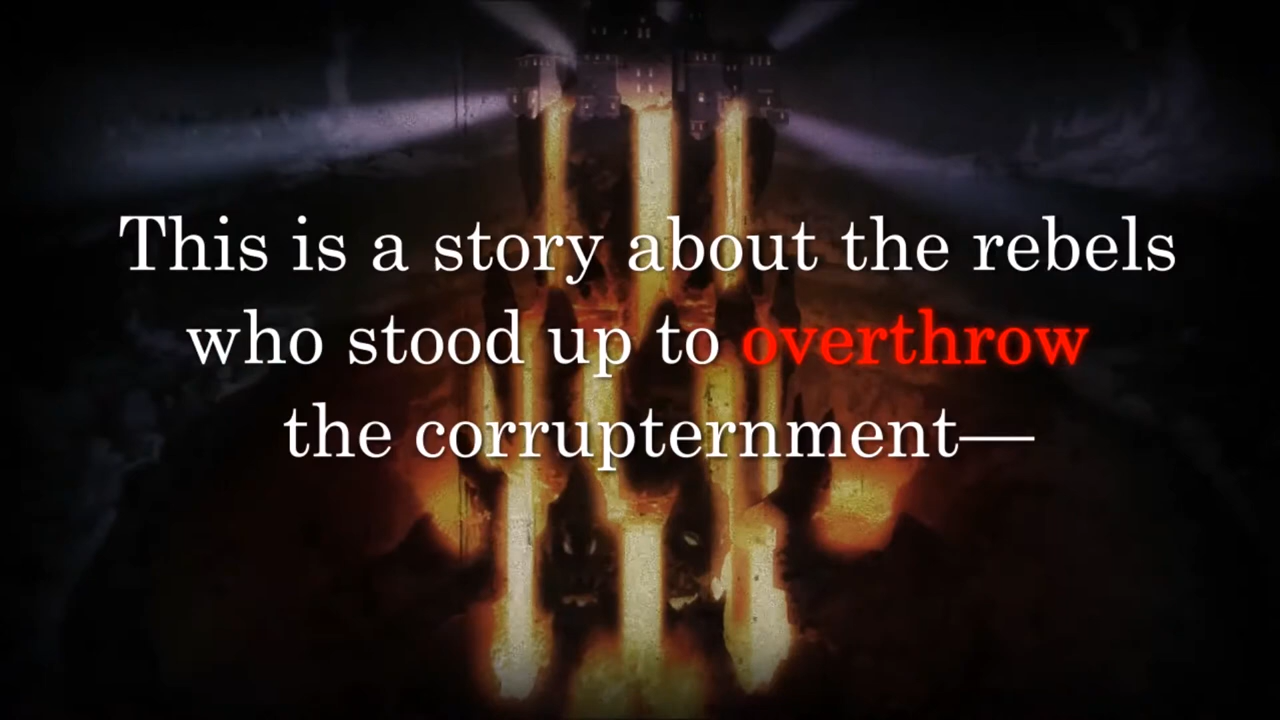 This is a story about the rebels
who stood up to overthrow
the corrupternment—